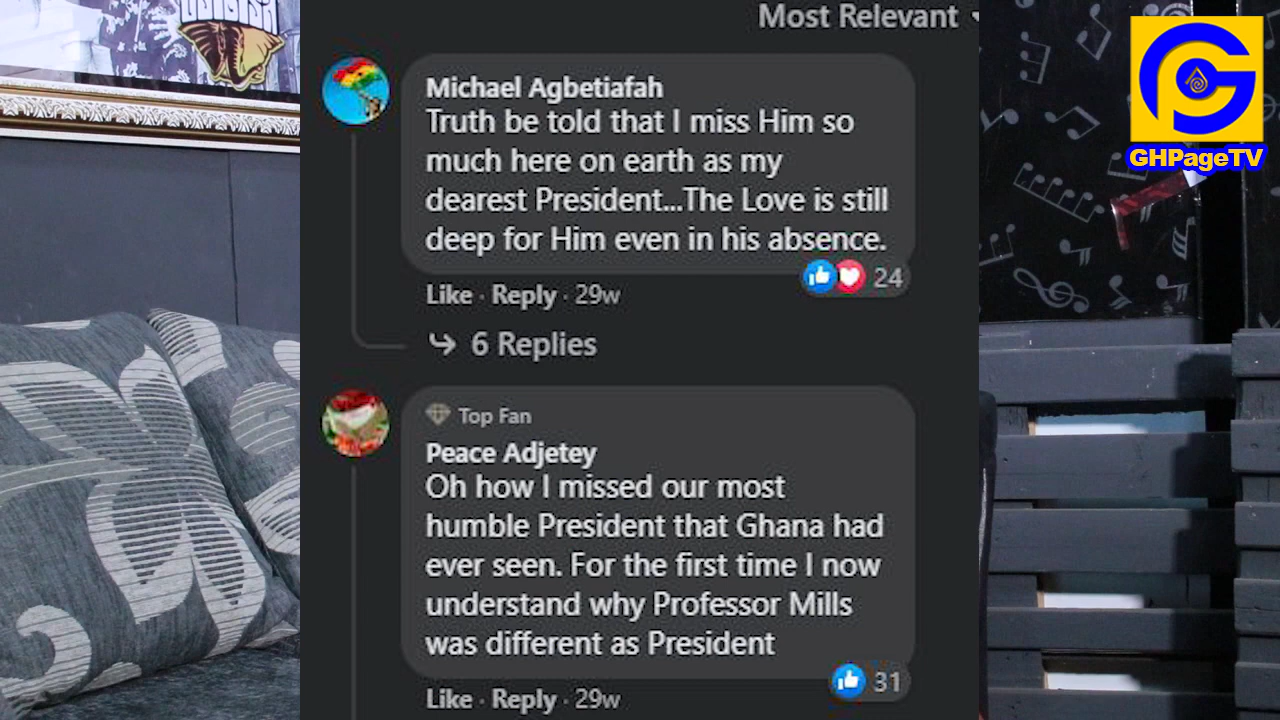 Most Relevant
GHPageTV
Michael Agbetiafah
Truth be told that I miss Him so
much here on earth as my
dearest President...The Love is still
deep for Him even in his absence.
24
Like · Reply · 29w
6 Replies
Top Fan
Peace Adjetey
Oh how I missed our most
humble President that Ghana had
ever seen. For the first time I now
understand why Professor Mills
was different as President
31
Like · Reply · 29w